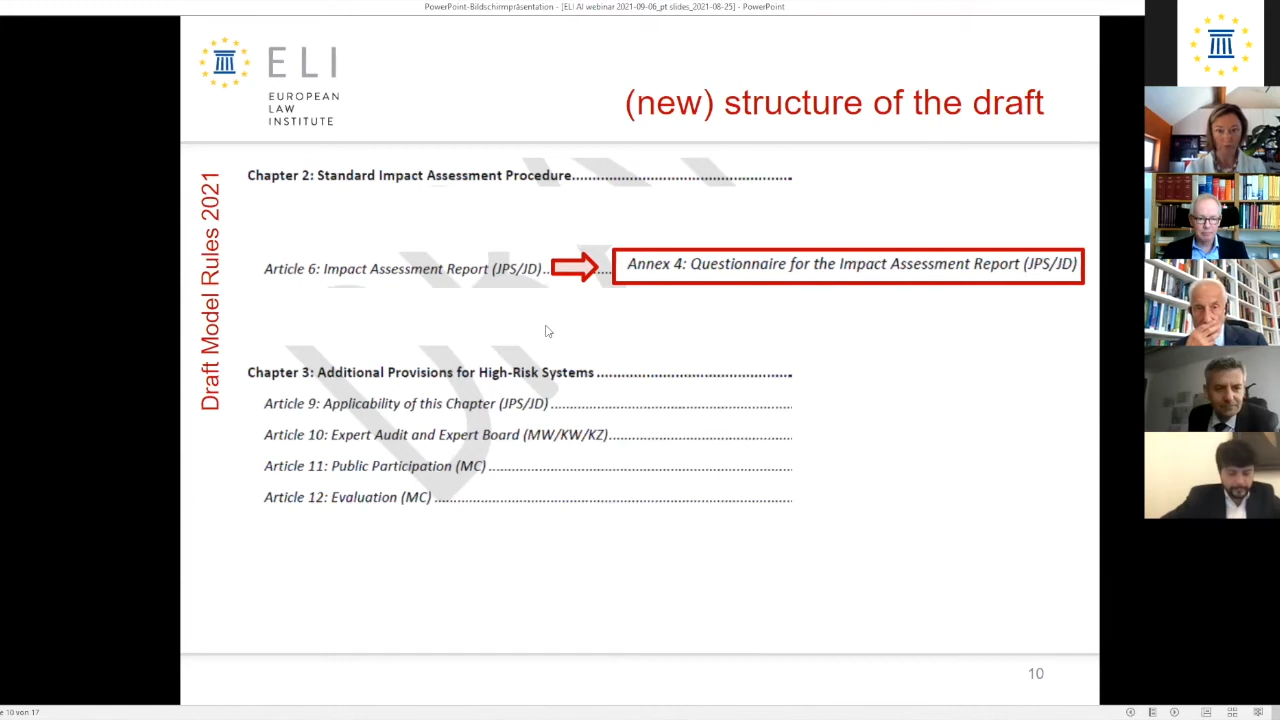 PowerPoint-Bildschirmpräsentation - [ELI AI webinar 2021-09-06_pt slides_2021-08-25] - PowerPoint
ELI
EUROPEAN
LAW
INSTITUTE
(new) structure of the draft
Draft Model Rules 2021
Chapter 2: Standard Impact Assessment Procedure
Article 6: Impact Assessment Report (JPS/JD)
Annex 4: Questionnaire for the Impact Assessment Report (JPS/JD)
Chapter 3: Additional Provisions for High-Risk Systems
Article 9: Applicability of this Chapter (JPS/JD)
Article 10: Expert Audit and Expert Board (MW/KW/KZ)
Article 11: Public Participation (MC)
Article 12: Evaluation (MC)
10
e 10 von 17